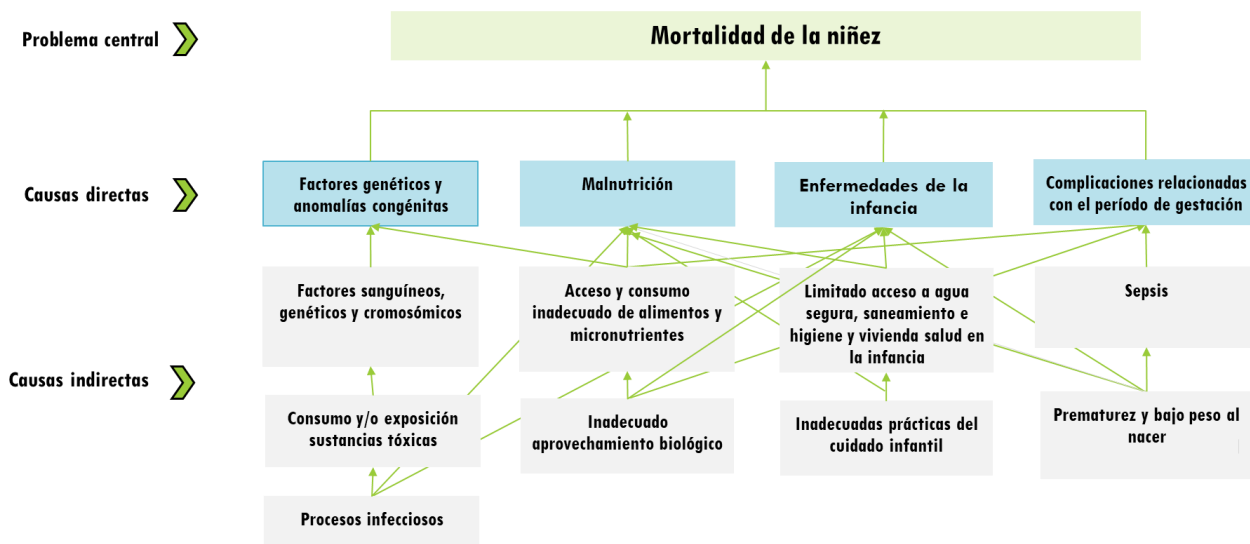 Problema central
Mortalidad de la niñez
Causas directas
Factores genéticos y
anomalías congénitas
Malnutrición
Enfermedades de la
infancia
Complicaciones relacionadas
con el período de gestación
Causas indirectas
Factores sanguíneos,
genéticos y cromosómicos
Acceso y consumo
inadecuado de alimentos y
micronutrientes
Limitado acceso a agua
segura, saneamiento e
higiene y vivienda salud en
la infancia
Sepsis
Consumo y/o exposición
sustancias tóxicas
Inadecuado
aprovechamiento biológico
Inadecuadas prácticas del
cuidado infantil
Prematurez y bajo peso al
nacer
Procesos infecciosos